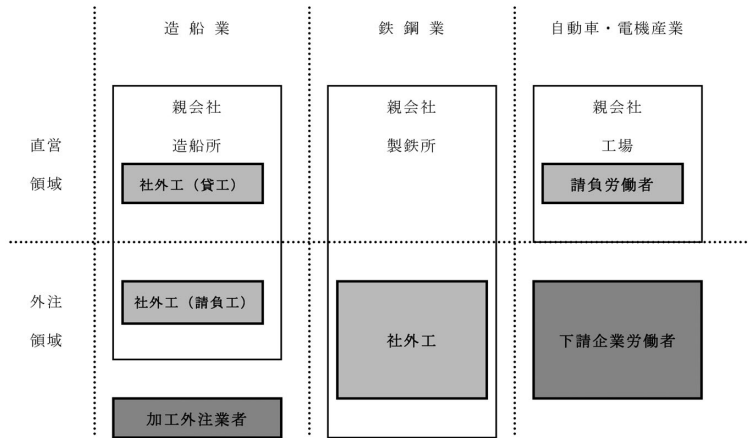 造船業
鉄鋼業
自動車・電機産業
直営
領域
外注
領域
親会社
造船所
社外工（貸工）
社外工（請負工）
加工外注業者
親会社
製鉄所
社外工
親会社
工場
請負労働者
下請企業労働者